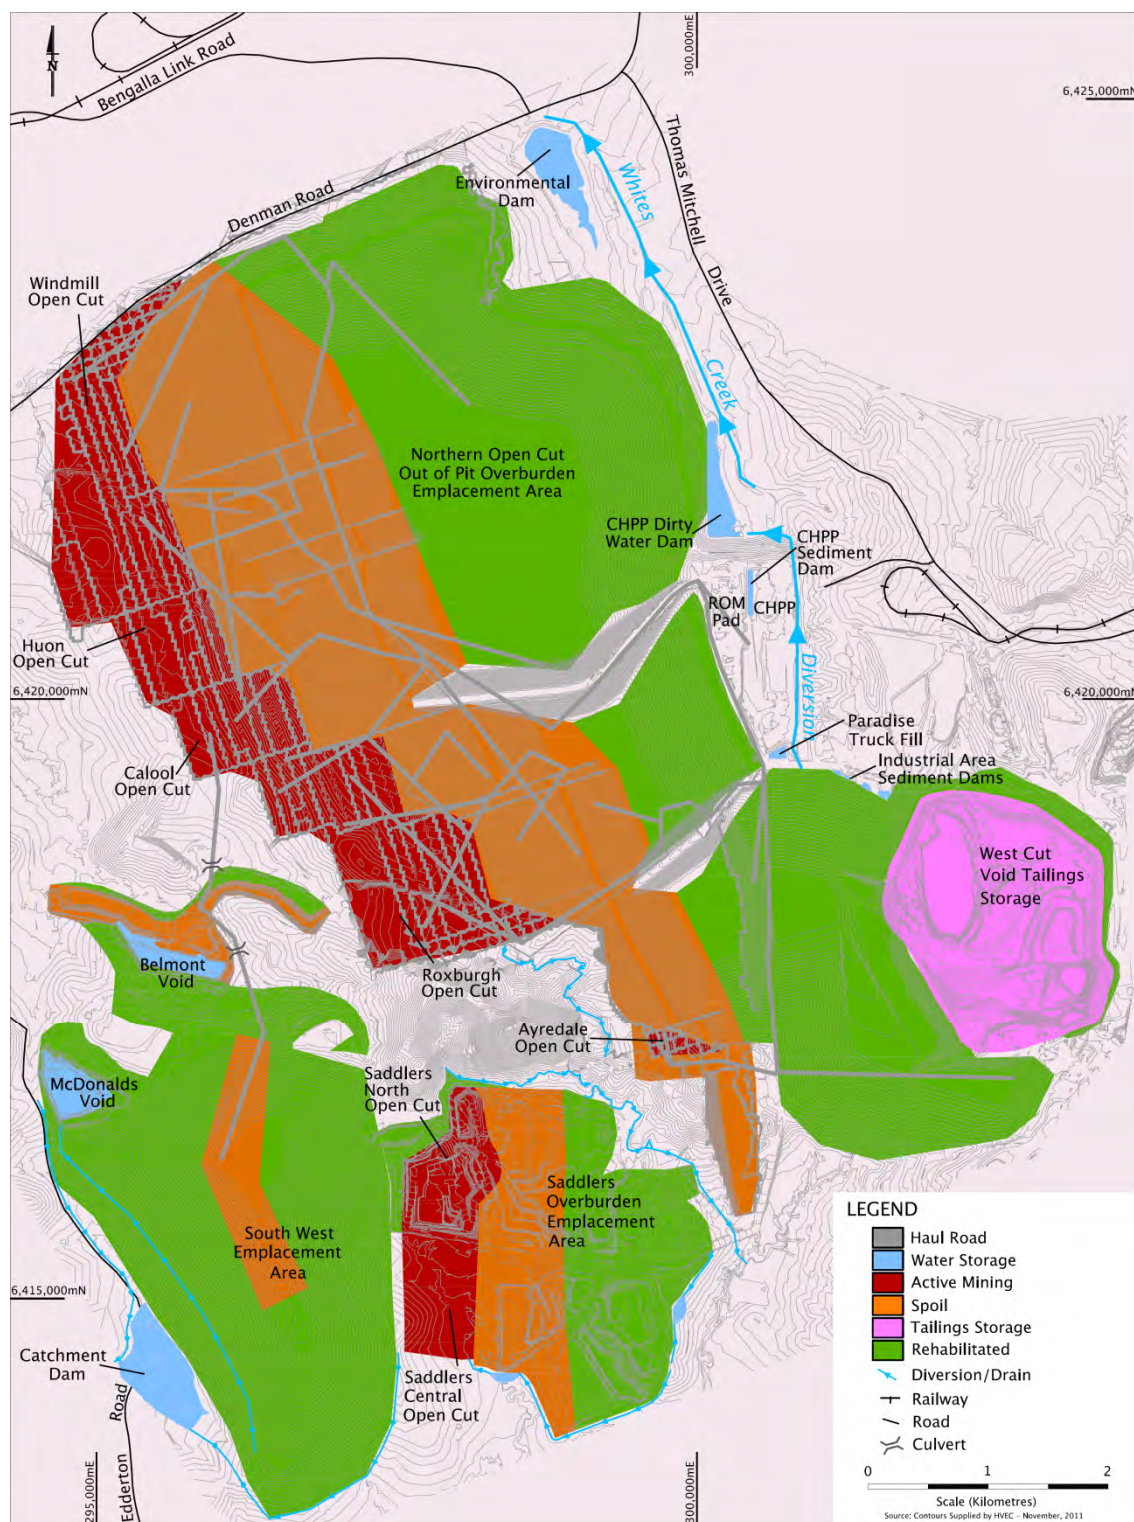 300,000mE
6,425,000mN
N
Bengalla Link Road
Thomas Mitchell
Drive
Whites
Creek
Diversion
Environmental
Dam
Denman Road
Windmill
Open Cut
Northern Open Cut
Out of Pit Overburden
Emplacement Area
CHPP Dirty
Water Dam
CHPP
Sediment
Dam
ROM
Pad
CHPP
Huon
Open Cut
6,420,000mN
6,420,000mN
Paradise
Truck Fill
Industrial Area
Sediment Dams
Calool
Open Cut
West Cut
Void Tailings
Storage
Belmont
Void
Roxburgh
Open Cut
Ayredale
Open Cut
McDonalds
Void
Saddlers
North
Open Cut
Saddlers
Overburden
Emplacement
Area
South West
Emplacement
Area
6,415,000mN
Catchment
Dam
Saddlers
Central
Open Cut
Edderton
Road
295,000mE
300,000mE
LEGEND
Haul Road
Water Storage
Active Mining
Spoil
Tailings Storage
Rehabilitated
Diversion/Drain
Railway
Road
Culvert
0 1 2
Scale (Kilometres)
Source: Contours Supplied by HVEC - November, 2011